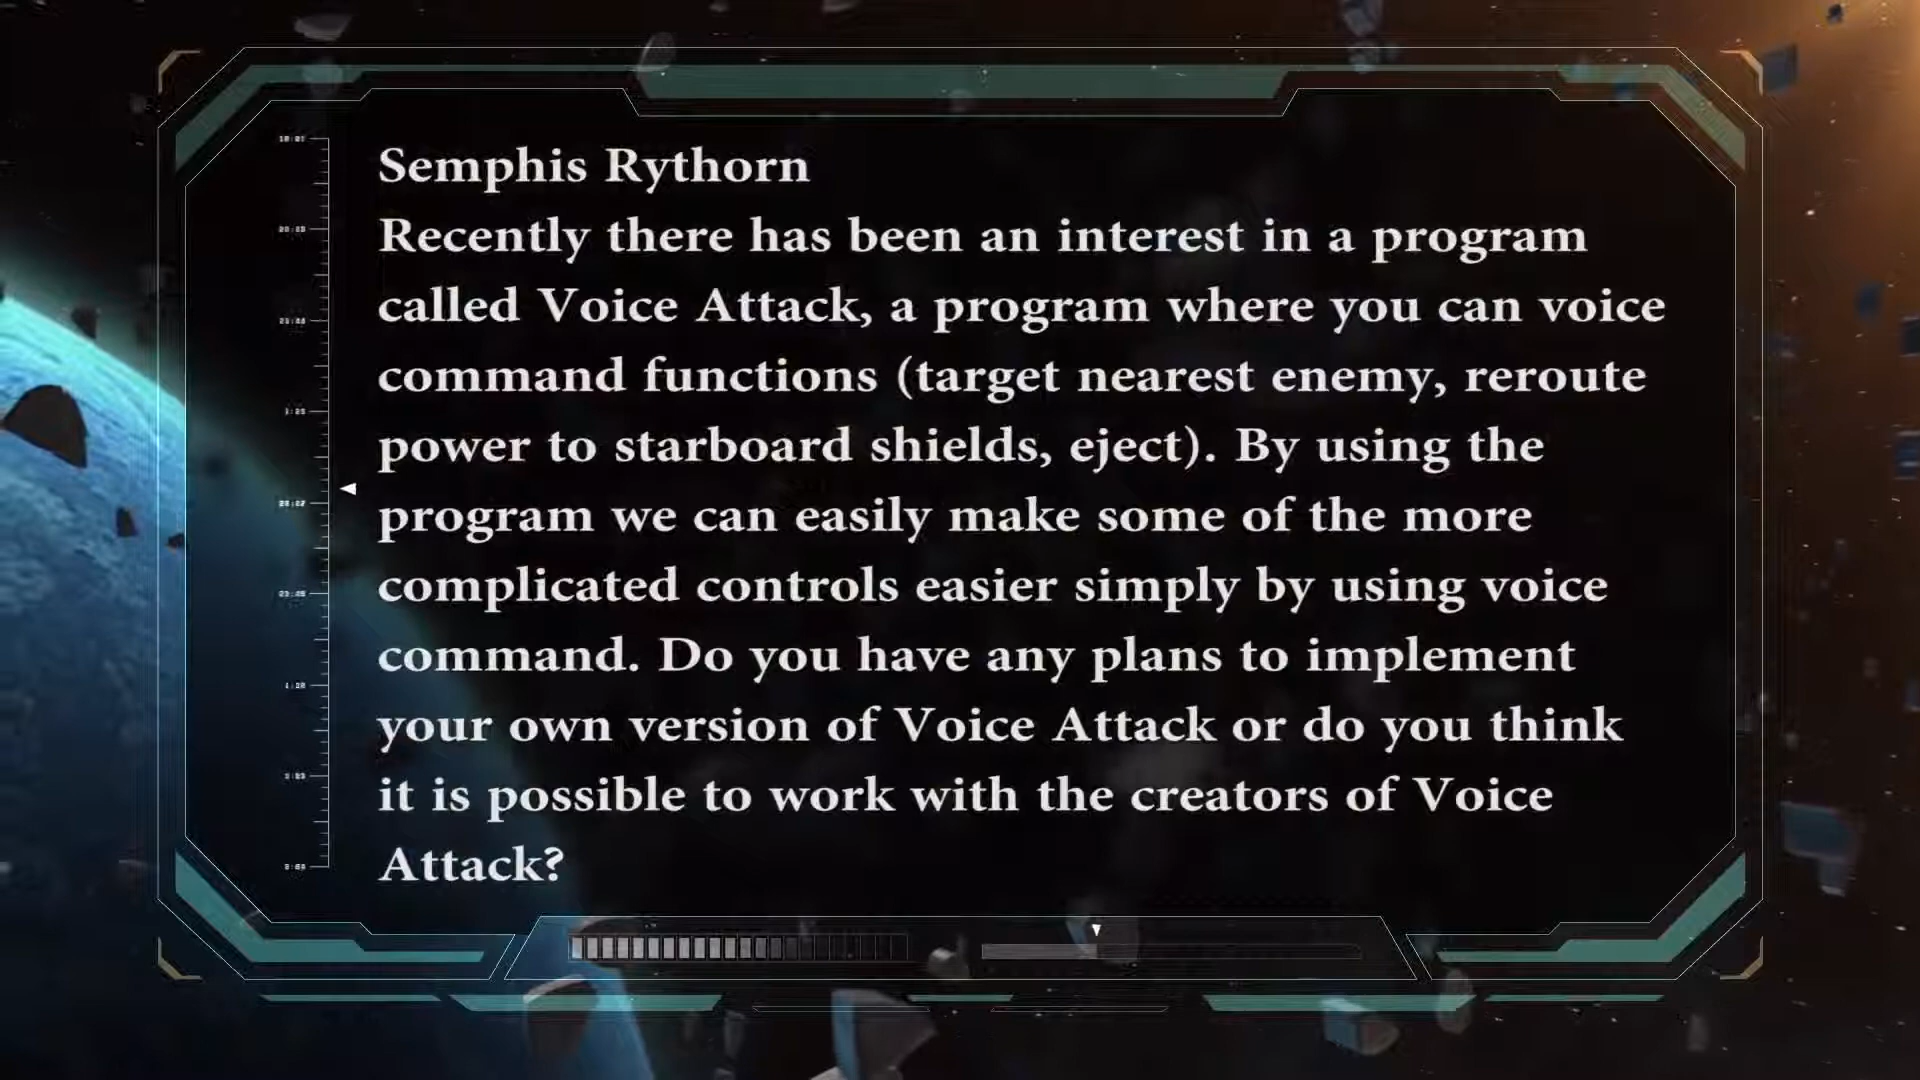 Semphis Rythorn
Recently there has been an interest in a program
called Voice Attack, a program where you can voice
command functions (target nearest enemy, reroute
power to starboard shields, eject). By using the
program we can easily make some of the more
complicated controls easier simply by using voice
command. Do you have any plans to implement
your own version of Voice Attack or do you think
it is possible to work with the creators of Voice
Attack?